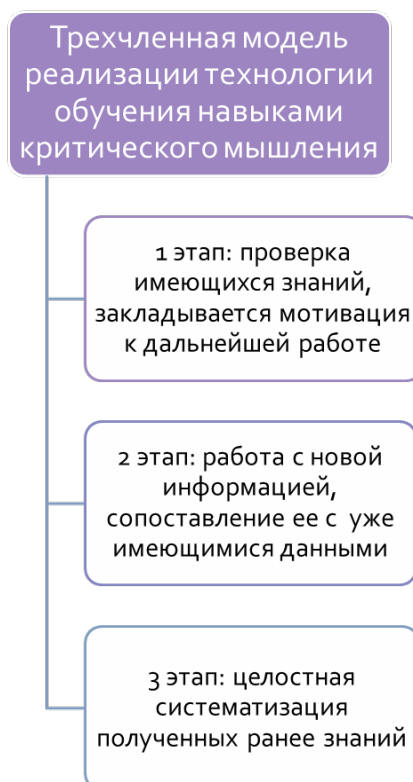 Трехчленная модель
реализации технологии
обучения навыками
критического мышления
1 этап: проверка
имеющихся знаний,
закладывается мотивация
к дальнейшей работе
2 этап: работа с новой
информацией,
сопоставление ее с уже
имеющимися данными
3 этап: целостная
систематизация
полученных ранее знаний